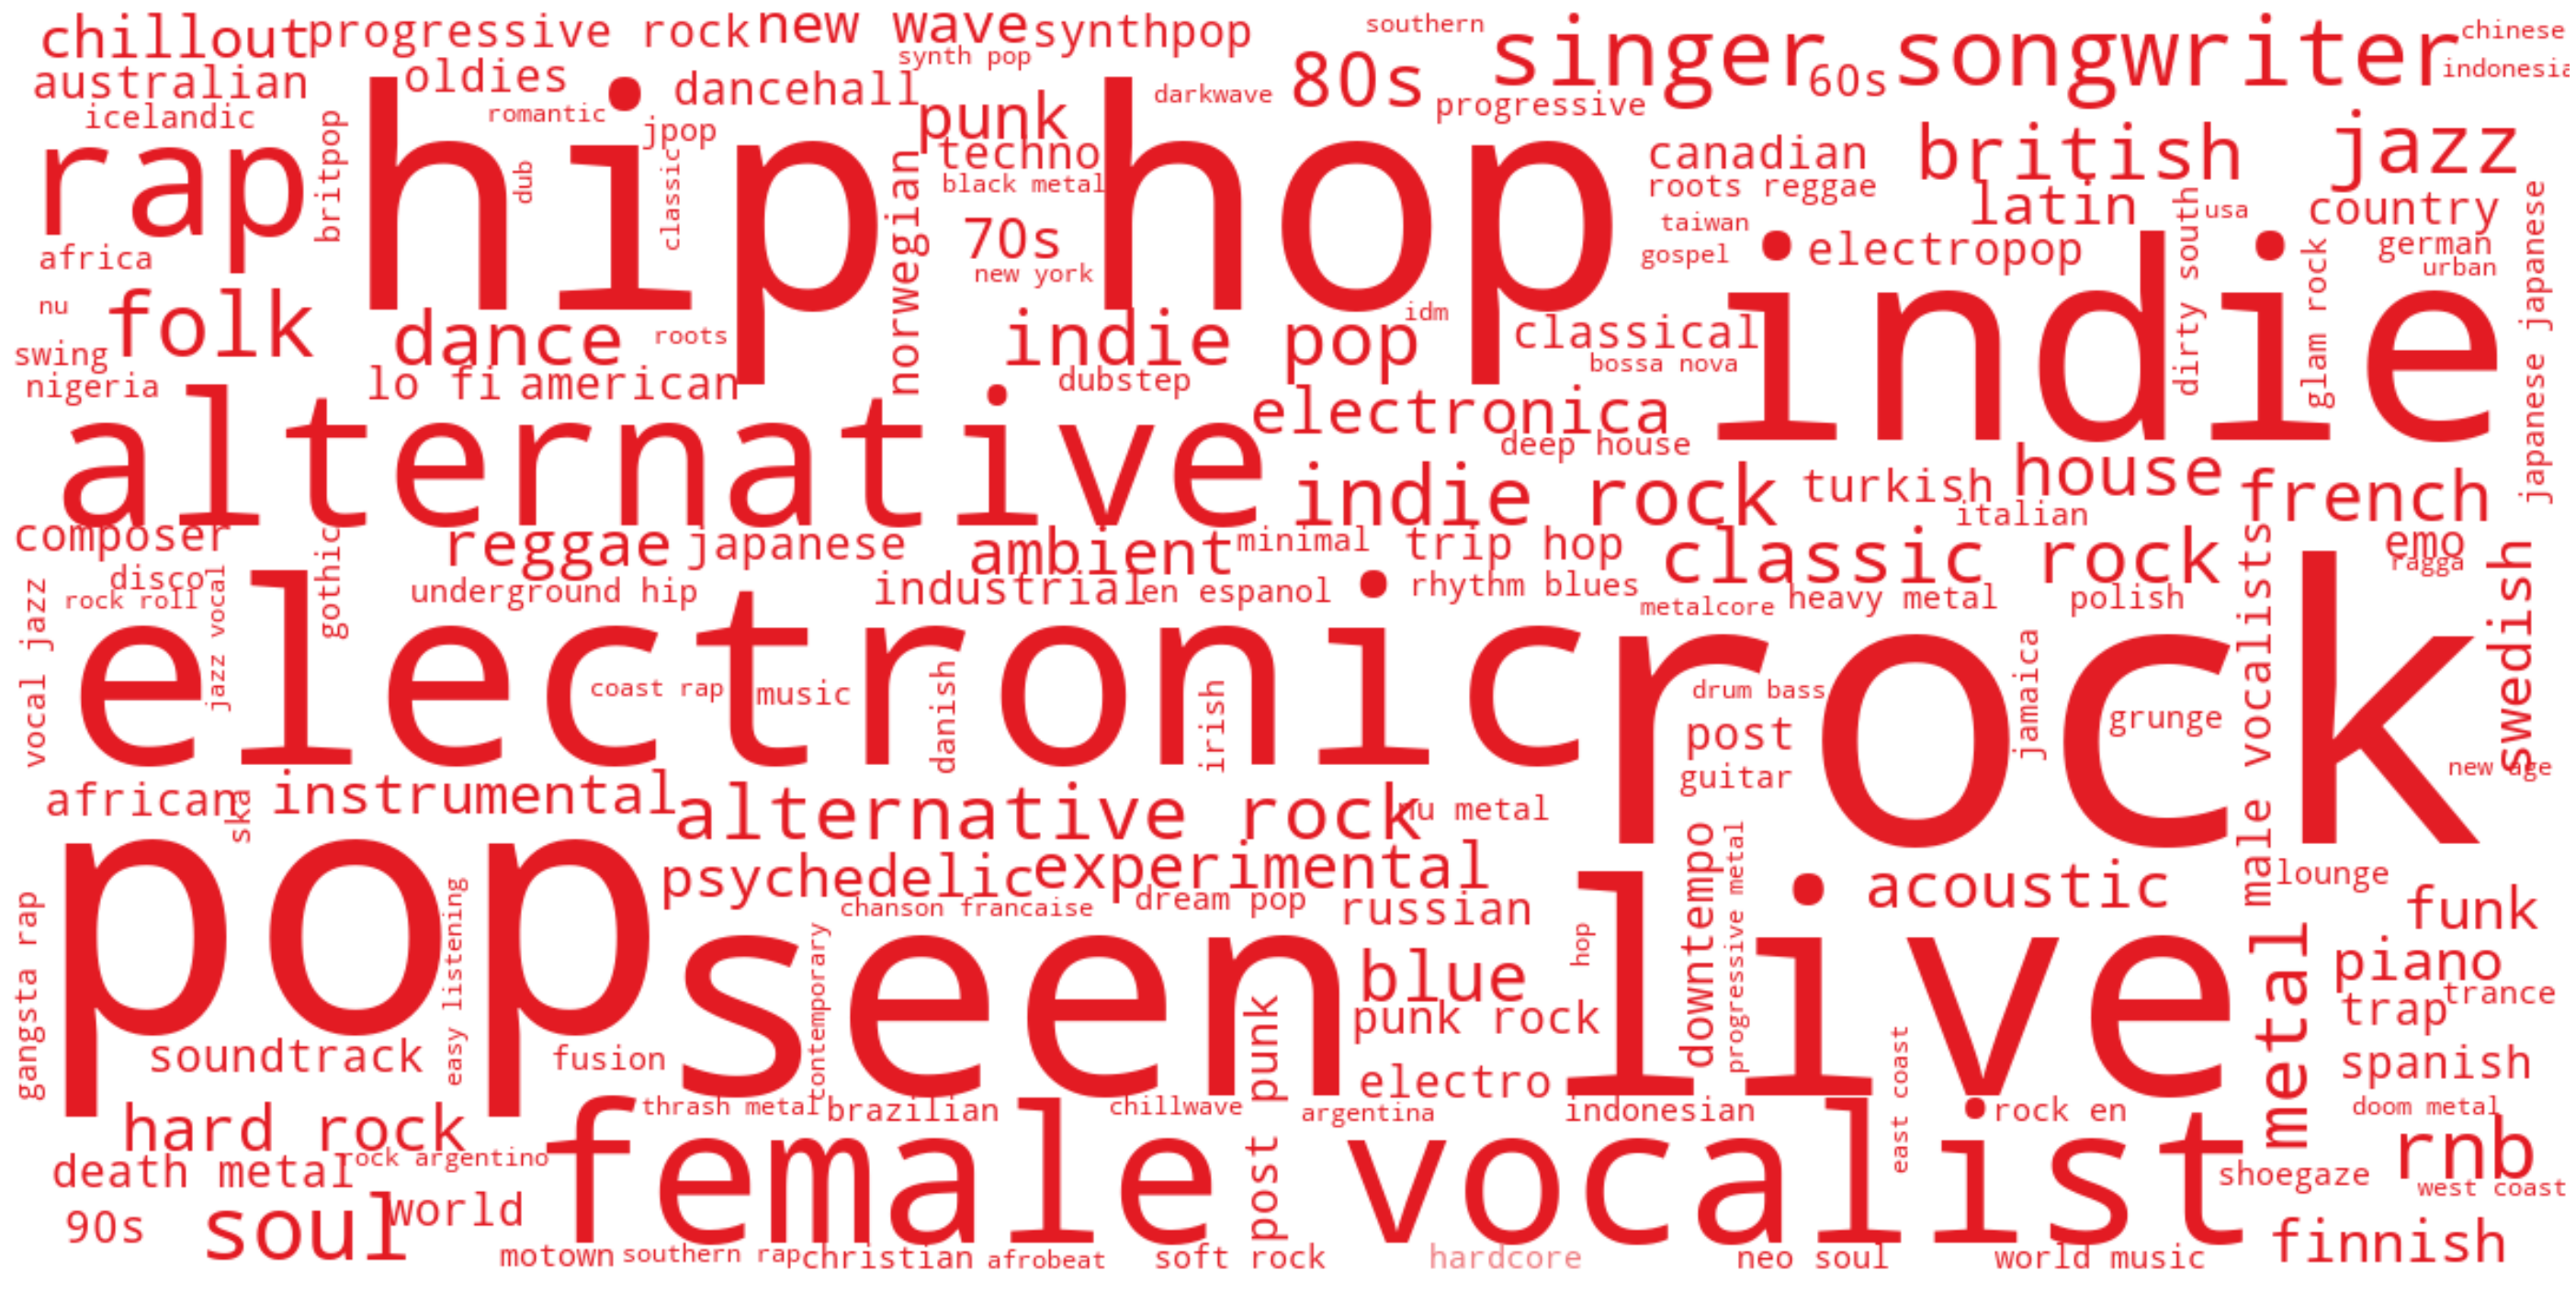 chillout
progressive rock
new wave
synthpop
southern
singer songwriter
chinese
australian
oldies
synth pop
dancehall
darkwave
80s
progressive
60s
icelandic
romantic
jpop
punk
britpop
rap
hip hop
dub
classic
techno
black metal
norwegian
canadian
british
jazz
roots reggae
latin
usa
country
africa
70s
new york
taiwan
gospel
electropop
dirty south
glam rock
german
urban
japanese japanese
indie
nu
folk
dance
roots
indie pop
idm
classical
bossa nova
swing
nigeria
lo fi
american
dubstep
alternative
electronica
deep house
indie rock
turkish
house
french
italian
composer
reggae
japanese
ambient
minimal
trip hop
classic rock
emo
ragga
disco
rock roll
gothic
underground hip
industrial
en espanol
rhythm blues
metalcore
heavy metal
polish
male vocalists
swedish
vocal jazz
jazz vocal
electronic
rock
coast rap
music
danish
irish
drum bass
post
guitar
jamaica
grunge
new age
african
ska
instrumental
alternative rock
nu metal
pop
psychedelic
experimental
downtempo
progressive metal
acoustic
lounge
funk
gangsta rap
easy listening
chanson francaise
dream pop
russian
seen live
contemporary
blue
hop
metal
piano
trap
trance
soundtrack
fusion
punk rock
post punk
electro
east coast
spanish
hard rock
thrash metal
brazilian
chillwave
argentina
indonesian
rock en
doom metal
death metal
rock argentino
female vocalist
rnb
shoegaze
west coast
90s
soul
world
motown
southern rap
christian
afrobeat
soft rock
hardcore
neo soul
world music
finnish